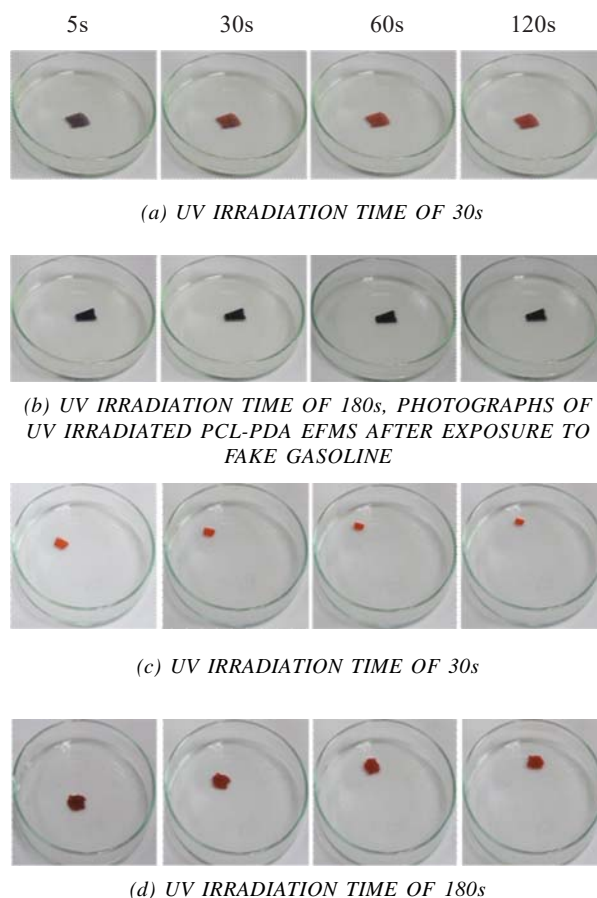 5s 30s 60s 120s
(a) UV IRRADIATION TIME OF 30s
(b) UV IRRADIATION TIME OF 180s, PHOTOGRAPHS OF
UV IRRADIATED PCL-PDA EFMS AFTER EXPOSURE TO
FAKE GASOLINE
(c) UV IRRADIATION TIME OF 30s
(d) UV IRRADIATION TIME OF 180s